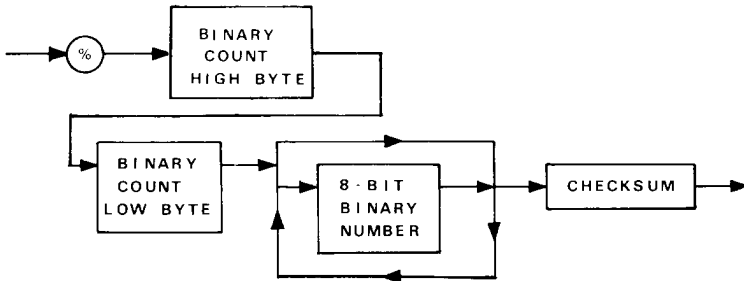 %
BINARY
COUNT
HIGH BYTE
BINARY
COUNT
LOW BYTE
8-BIT
BINARY
NUMBER
CHECKSUM